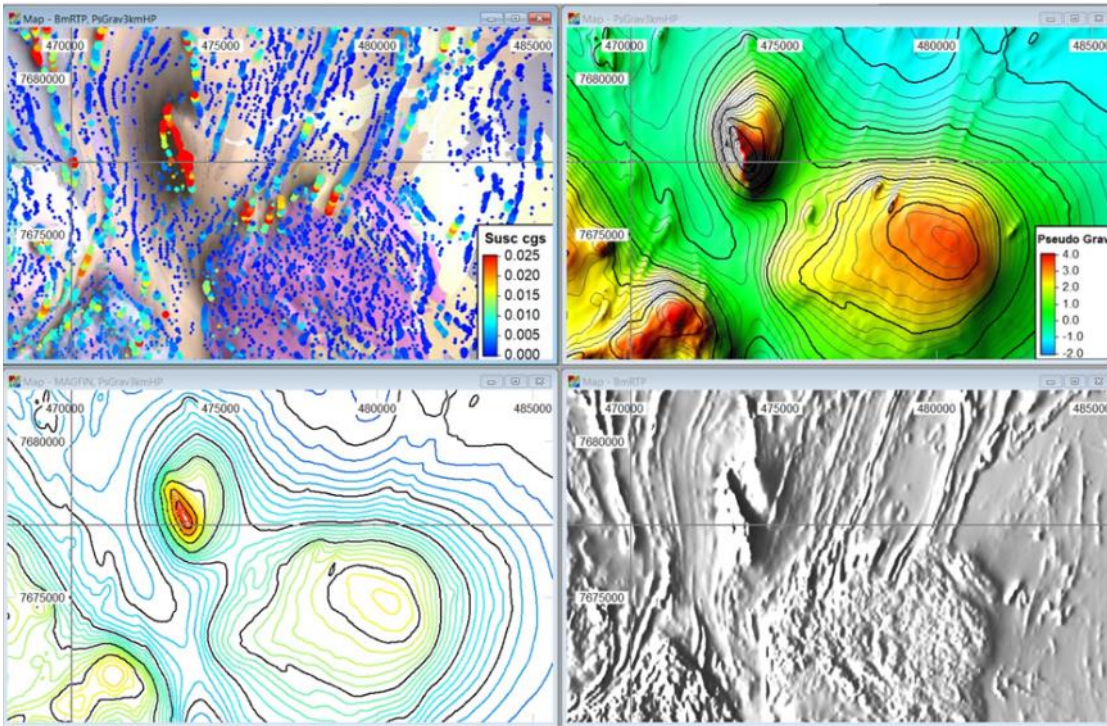 Map - BmRTP, PsGrav3kmHP
470000 475000 480000 485000
7680000
7675000
Susc cgs
0.025
0.020
0.015
0.010
0.005
0.000
Map - PsGrav3kmHP
470000 475000 480000 485000
7680000
7675000
Pseudo Grav
4.0
3.0
2.0
1.0
0.0
-1.0
-2.0
Map - MAGFIN, PsGrav3kmHP
470000 475000 480000 485000
7680000
7675000
Map - BmRTP
470000 475000 480000 485000
7680000
7675000